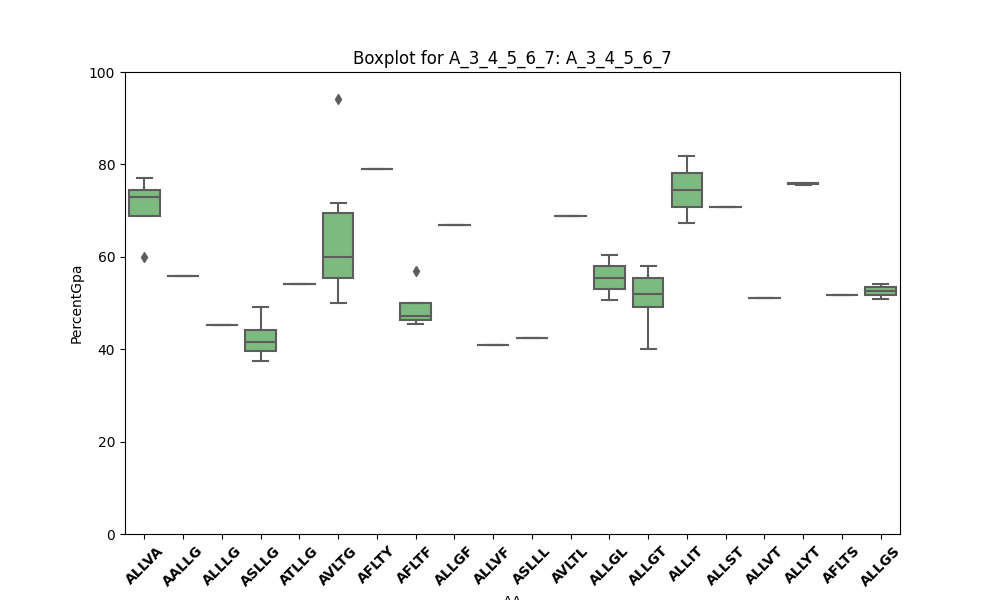 Boxplot for A_3_4_5_6_7: A_3_4_5_6_7
PercentGpa
100
80
60
40
20
0
ALLVA AALLG ALLLG ASLLG ATLLG AVLTG AFLTY AFLTF ALLGF ALLVF ASLLL AVLTL ALLGL ALLGT ALLIT ALLST ALLVT ALLYT AFLTS ALLGS
AA